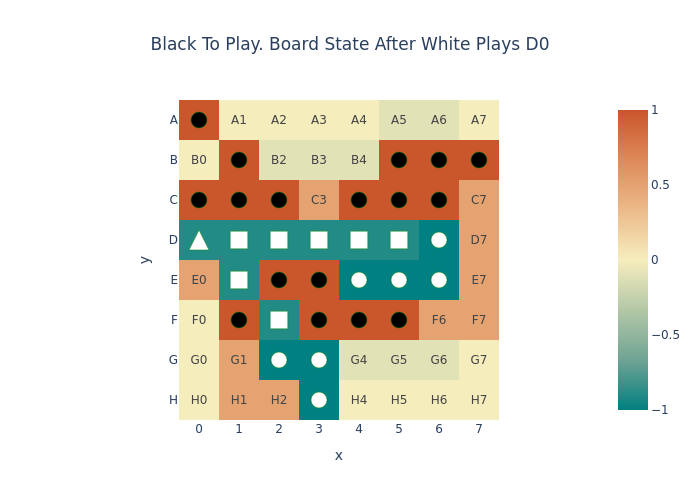 Black To Play. Board State After White Plays D0
A A1 A2 A3 A4 A5 A6 A7
B B0 B2 B3 B4
C C3 C7
D D7
E E0 E7
F F0 F6 F7
G G0 G1 G4 G5 G6 G7
H H0 H1 H2 H4 H5 H6 H7
0 1 2 3 4 5 6 7
x
y
1
0.5
0
−0.5
−1